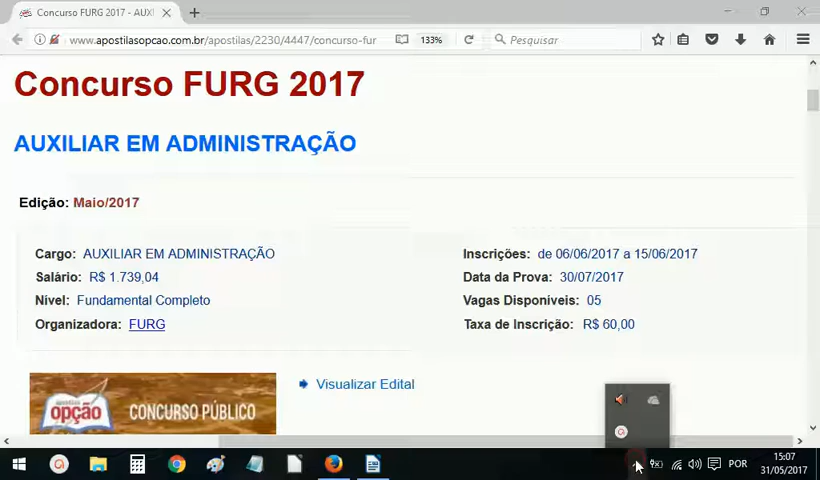 Concurso FURG 2017 - AUXI
www.apostilasopcao.com.br/apostilas/2230/4447/concurso-fur
133%
Pesquisar
Concurso FURG 2017
AUXILIAR EM ADMINISTRAÇÃO
Edição: Maio/2017
Cargo: AUXILIAR EM ADMINISTRAÇÃO
Salário: R$ 1.739,04
Nível: Fundamental Completo
Organizadora: FURG
Inscrições: de 06/06/2017 a 15/06/2017
Data da Prova: 30/07/2017
Vagas Disponíveis: 05
Taxa de Inscrição: R$ 60,00
apostilas
opção
CONCURSO PÚBLICO
Visualizar Edital
POR
15:07
31/05/2017